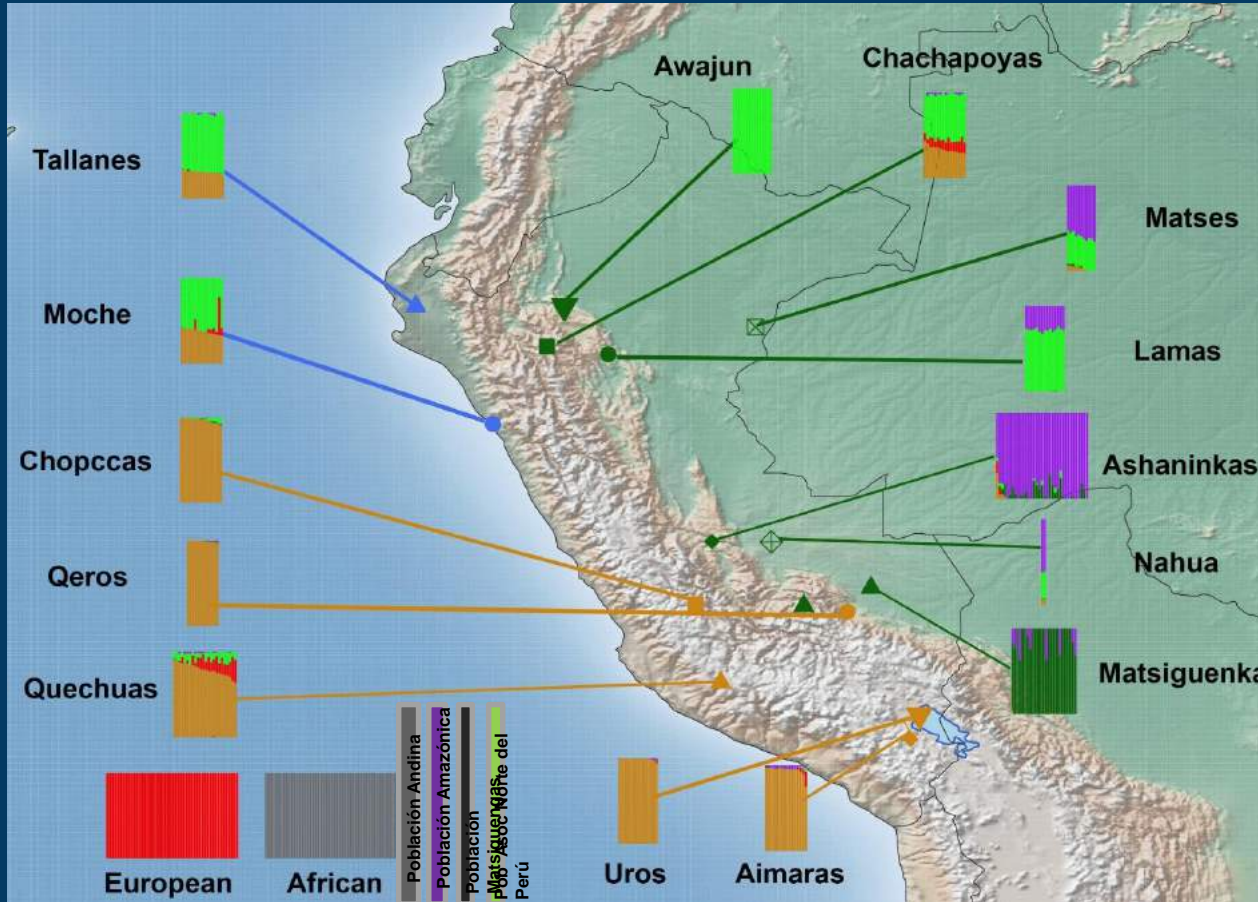 Awajun
Chachapoyas
Tallanes
Matses
Moche
Lamas
Chopccas
Ashaninkas
Qeros
Nahua
Quechuas
Matsiguenka
Población Andina
Población Amazónica
Población
Matsiguengas
Pob Asoc Norte del
Perú
European
African
Uros
Aimaras